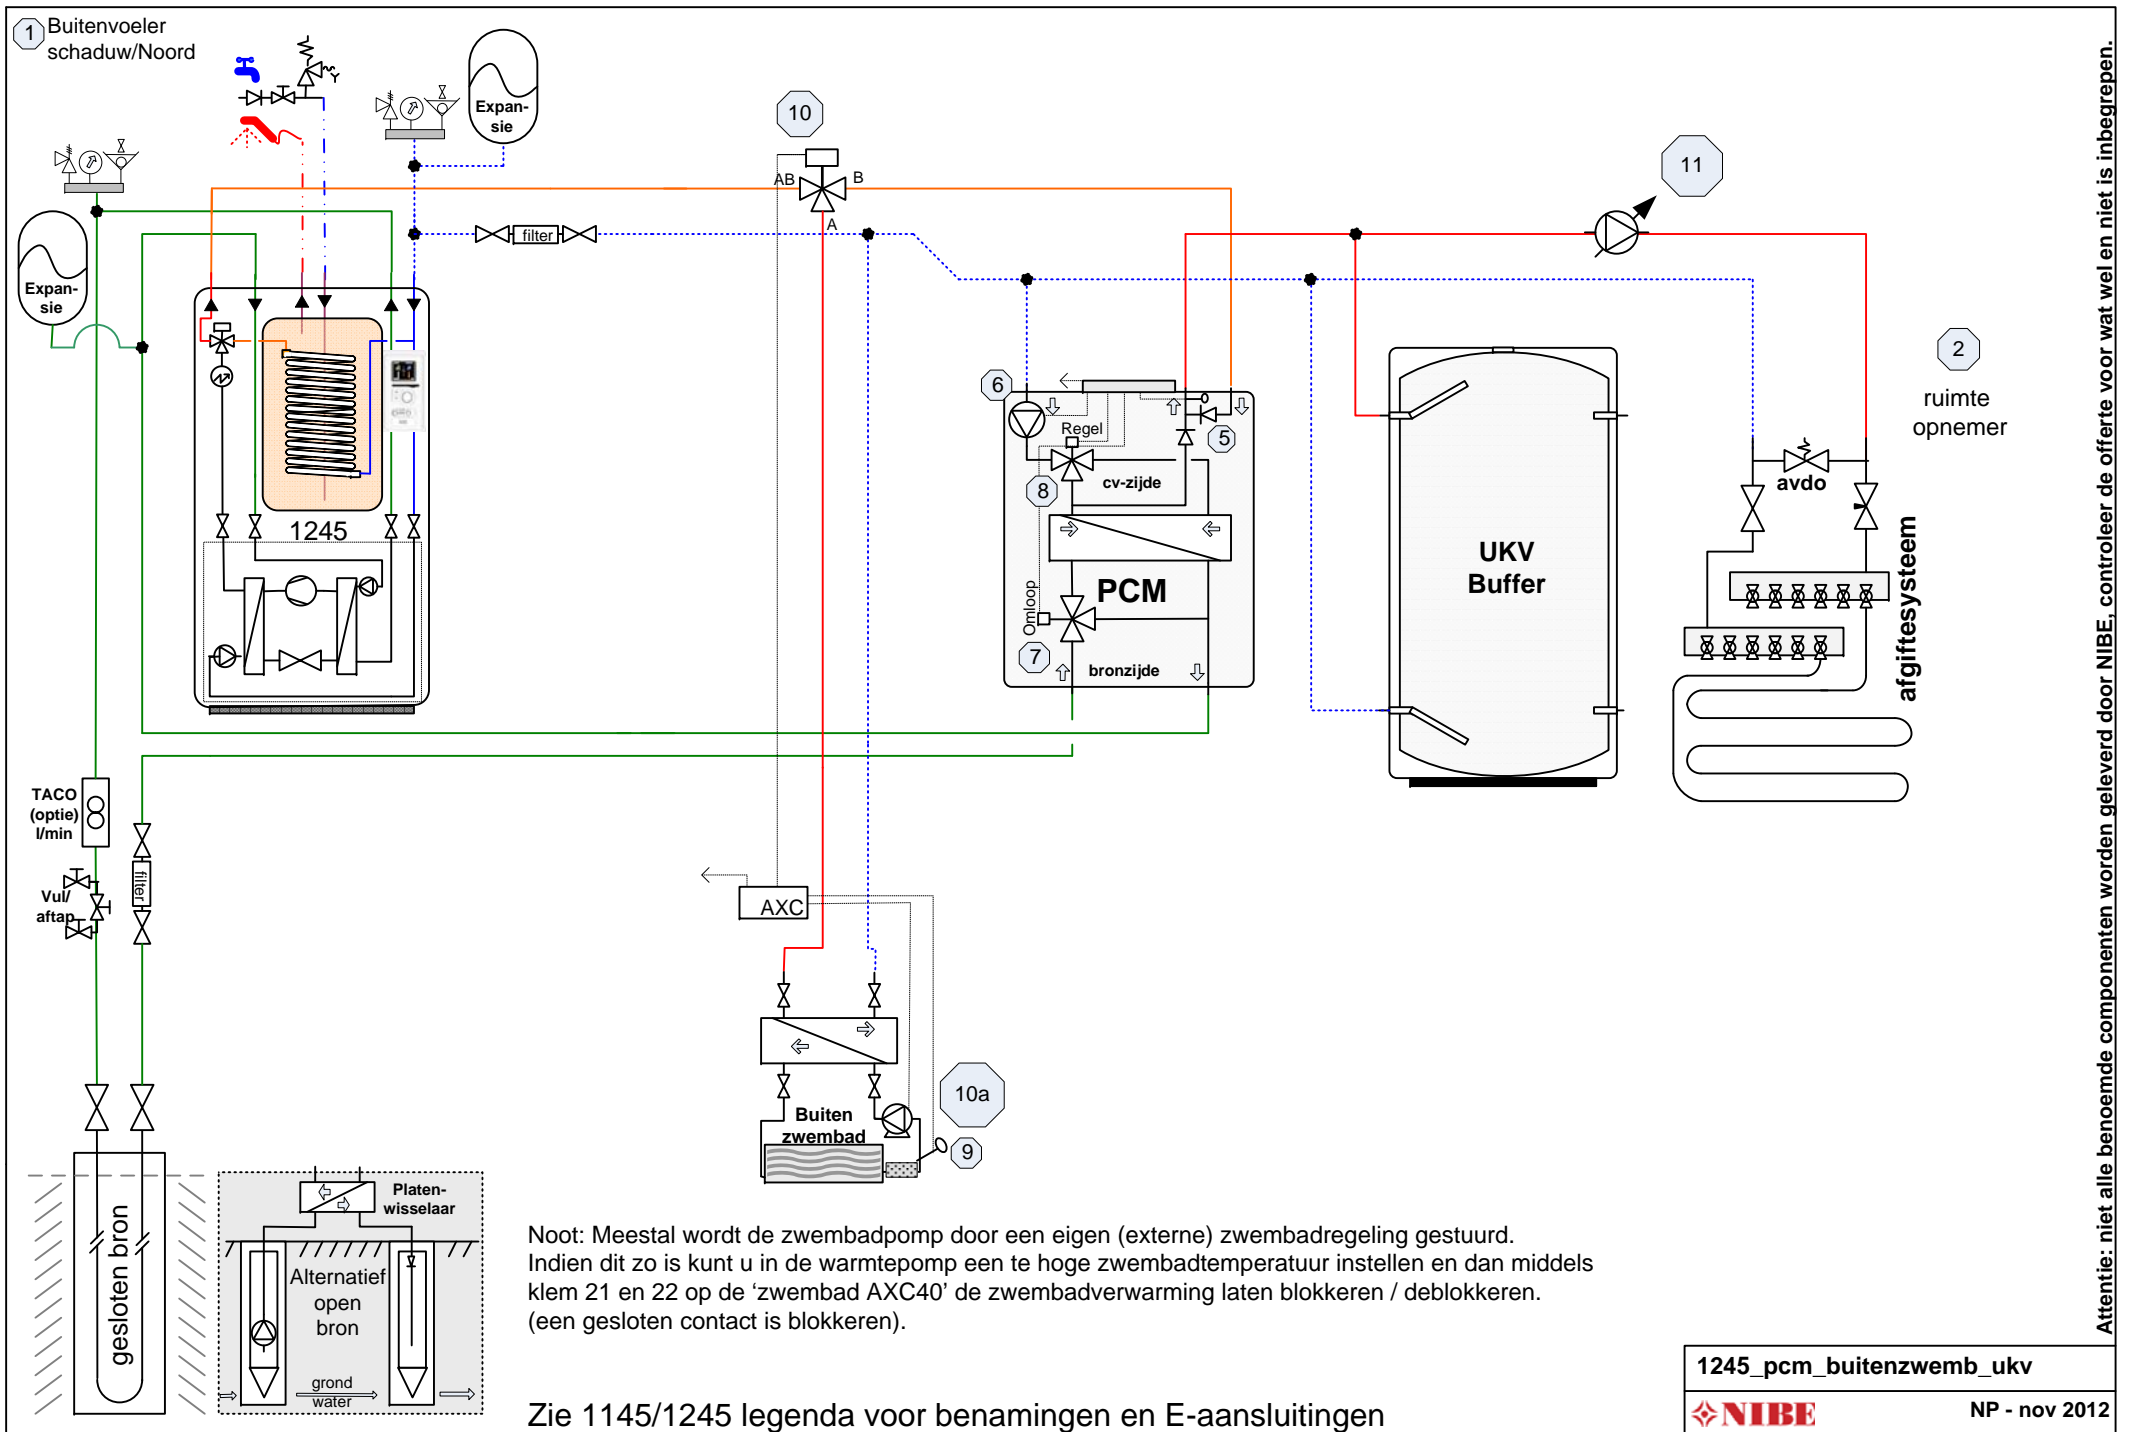 1
Buitenvoeler
schaduw/Noord
Expan-
sie
Expan-
sie
10
AB
B
A
filter
11
2
ruimte
opnemer
1245
6
Regel
5
8
cv-zijde
PCM
Omloop
7
bronzijde
UKV
Buffer
avdo
afgiftesysteem
TACO
(optie)
l/min
filter
Vul/
aftap
AXC
10a
9
Buiten
zwembad
gesloten bron
Platen-
wisselaar
Alternatief
open
bron
grond
water
Noot: Meestal wordt de zwembadpomp door een eigen (externe) zwembadregeling gestuurd.
Indien dit zo is kunt u in de warmtepomp een te hoge zwembadtemperatuur instellen en dan middels
klem 21 en 22 op de ‘zwembad AXC40’ de zwembadverwarming laten blokkeren / deblokkeren.
(een gesloten contact is blokkeren).
Zie 1145/1245 legenda voor benamingen en E-aansluitingen
Attentie: niet alle benoemde componenten worden geleverd door NIBE, controleer de offerte voor wat wel en niet is inbegrepen.
1245_pcm_buitenzwemb_ukv
NIBE
NP - nov 2012